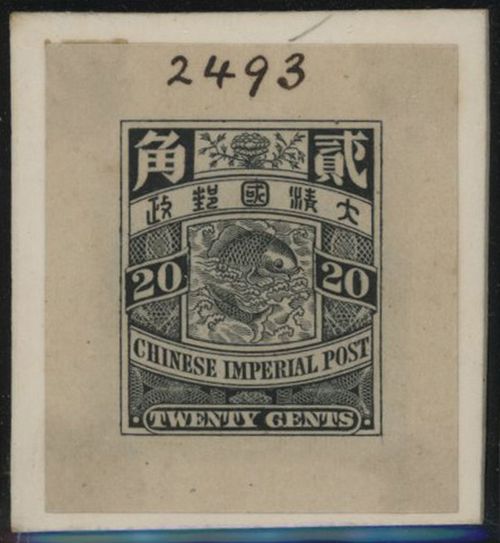 2493
角 貳
政郵國清大
20 20
CHINESE IMPERIAL POST
· TWENTY CENTS ·